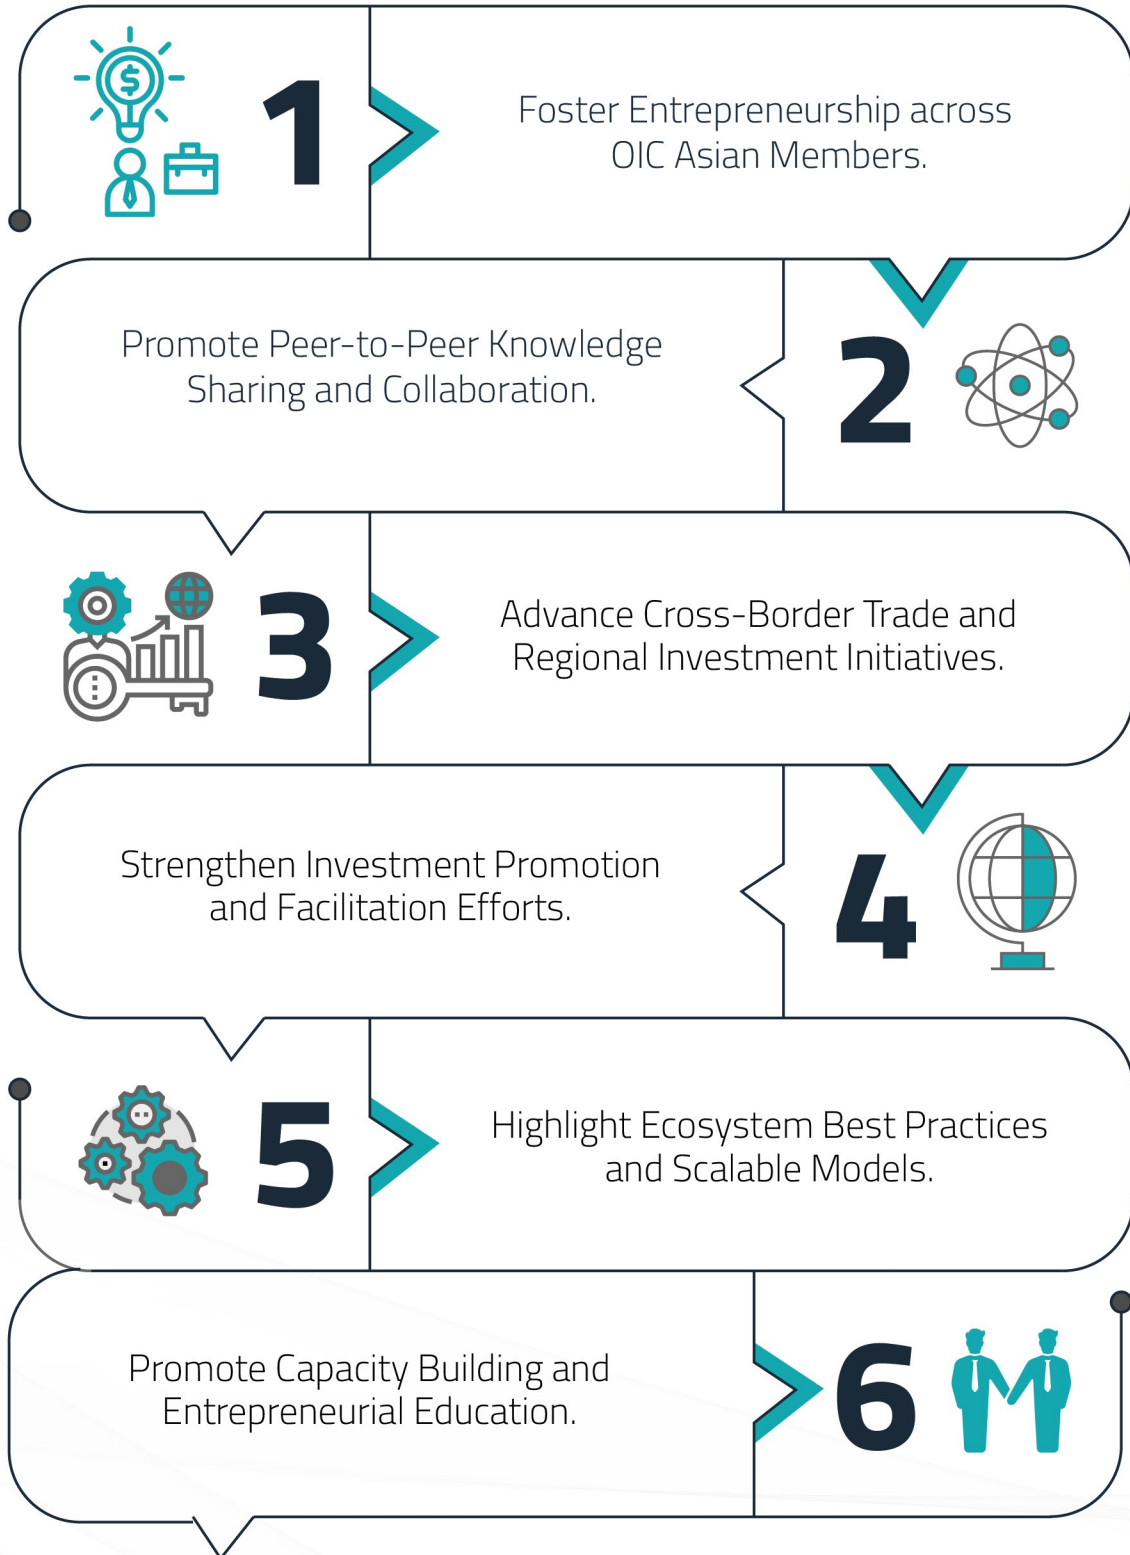 1
Foster Entrepreneurship across
OIC Asian Members.
Promote Peer-to-Peer Knowledge
Sharing and Collaboration.
2
3
Advance Cross-Border Trade and
Regional Investment Initiatives.
Strengthen Investment Promotion
and Facilitation Efforts.
4
5
Highlight Ecosystem Best Practices
and Scalable Models.
Promote Capacity Building and
Entrepreneurial Education.
6